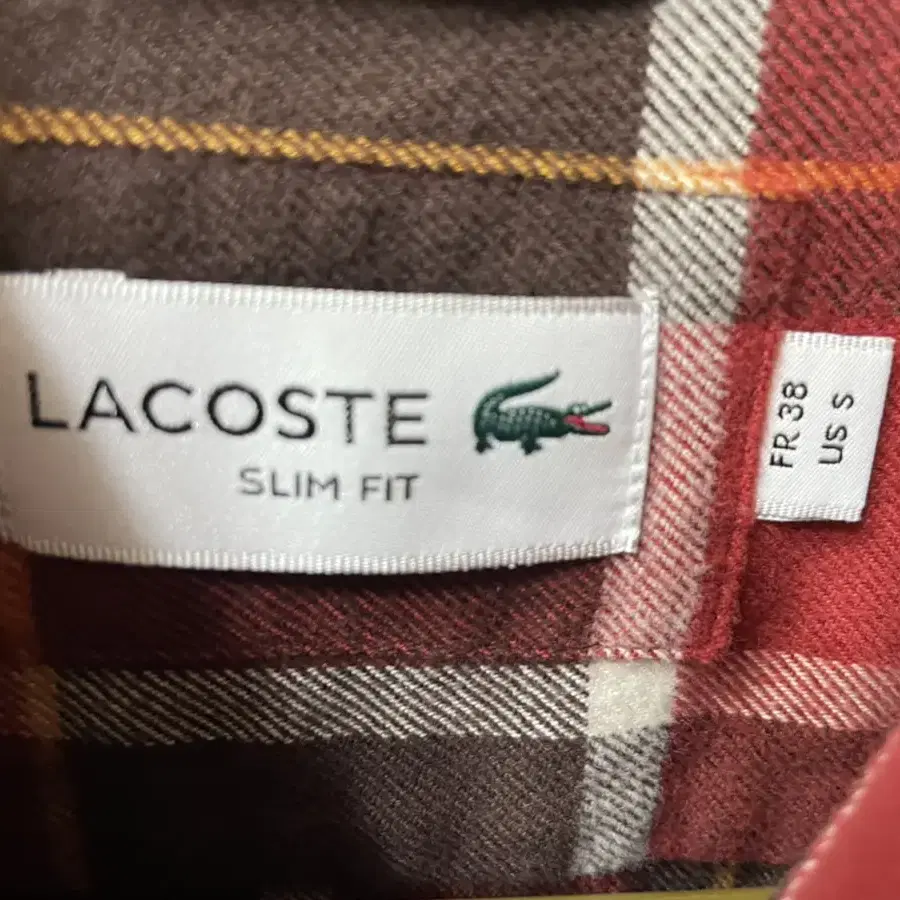 LACOSTE
SLIM FIT
FR 38
US S